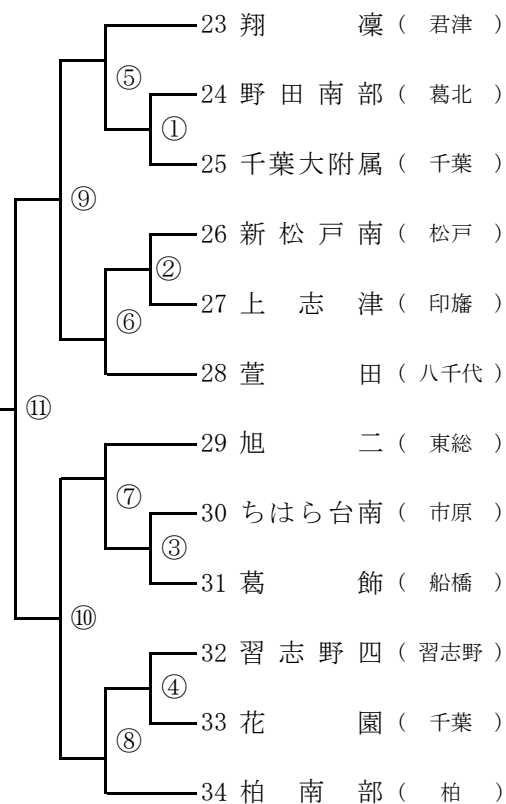 23 翔 凜 ( 君津 )
⑤
24 野田南部 ( 葛北 )
①
25 千葉大附属 ( 千葉 )
⑨
26 新松戸南 ( 松戸 )
②
27 上志津 ( 印旛 )
⑥
28 萱田 ( 八千代 )
⑪
29 旭二 ( 東総 )
⑦
30 ちはら台南 ( 市原 )
③
31 葛飾 ( 船橋 )
⑩
32 習志野四 ( 習志野 )
④
33 花園 ( 千葉 )
⑧
34 柏南部 ( 柏 )